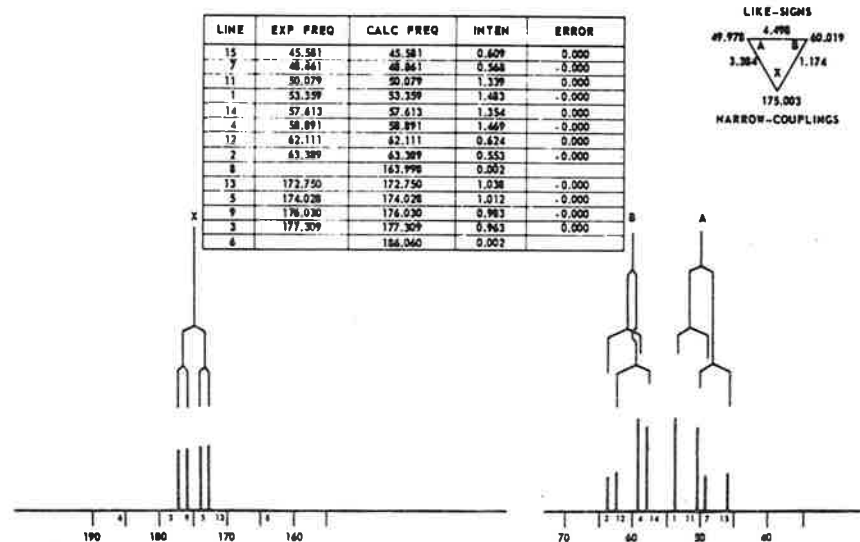 LIKE-SIGNS
49.978 4.498 60.019
A B
3.384 X 1.174
175.003
NARROW-COUPLINGS
LINE EXP FREQ CALC FREQ INTEN ERROR
15 45.581 45.581 0.609 0.000
7 48.861 48.861 0.568 -0.000
11 50.079 50.079 1.339 -0.000
1 53.359 53.359 1.483 -0.000
14 57.613 57.613 1.354 0.000
4 58.891 58.891 1.469 -0.000
12 62.111 62.111 0.624 0.000
2 63.389 63.389 0.553 -0.000
8 163.998 0.002
13 172.750 172.750 1.038 -0.000
5 174.028 174.028 1.012 -0.000
9 176.030 176.030 0.983 -0.000
3 177.309 177.309 0.963 0.000
6 186.060 0.002
X B A
6 3 9 5 13 8 2 12 4 14 1 11 7 15
190 180 170 160 70 60 50 40